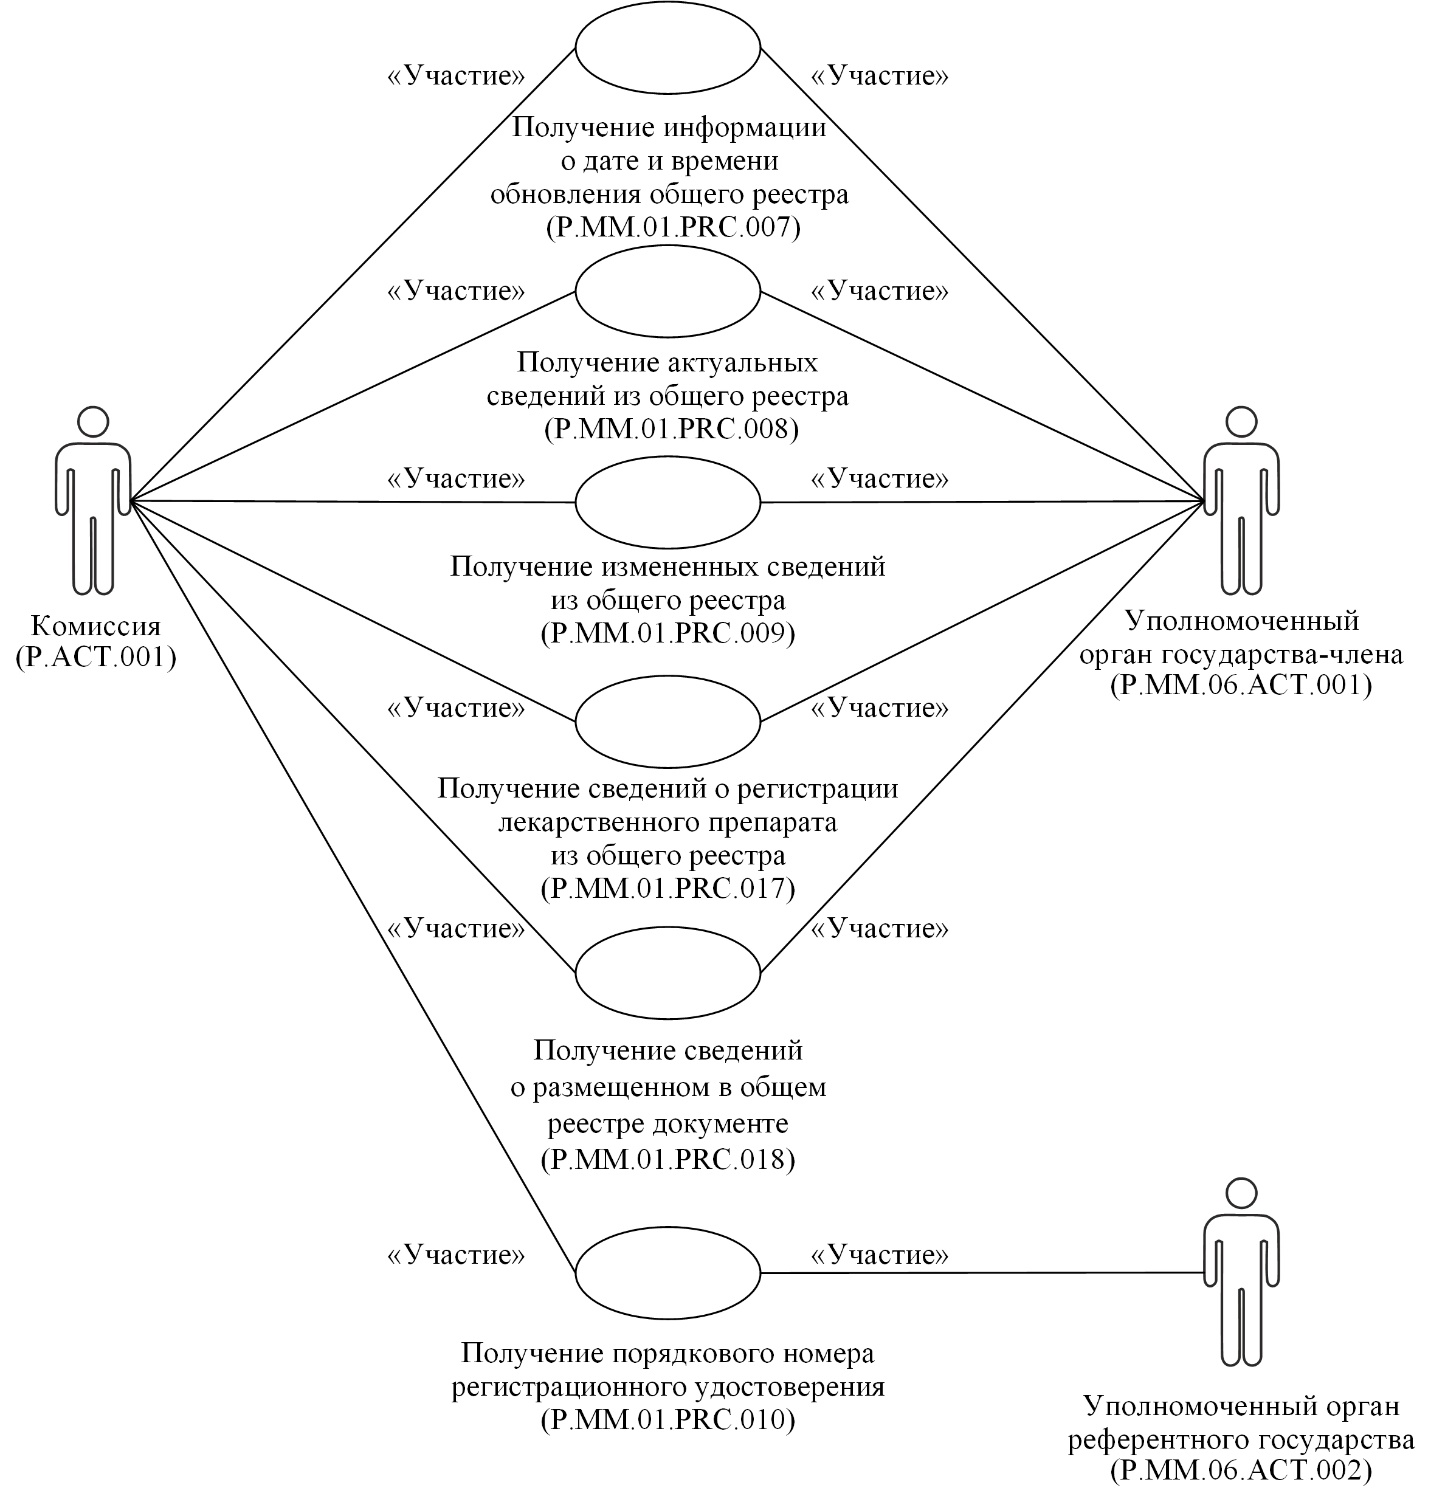 «Участие»
«Участие»
Получение информации
о дате и времени
обновления общего реестра
(P.MM.01.PRC.007)
«Участие»
«Участие»
Получение актуальных
сведений из общего реестра
(P.MM.01.PRC.008)
«Участие»
«Участие»
Получение измененных сведений
из общего реестра
(P.MM.01.PRC.009)
Комиссия
(P.ACT.001)
Уполномоченный
орган государства-члена
(P.MM.06.ACT.001)
«Участие»
«Участие»
Получение сведений о регистрации
лекарственного препарата
из общего реестра
(P.MM.01.PRC.017)
«Участие»
«Участие»
Получение сведений
о размещенном в общем
реестре документе
(P.MM.01.PRC.018)
«Участие»
«Участие»
Получение порядкового номера
регистрационного удостоверения
(P.MM.01.PRC.010)
Уполномоченный орган
референтного государства
(P.MM.06.ACT.002)